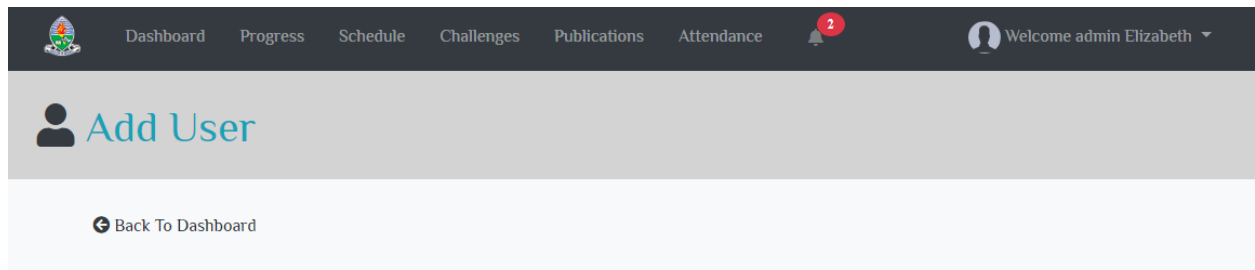 Dashboard Progress Schedule Challenges Publications Attendance 2 Welcome admin Elizabeth
Add User
Back To Dashboard